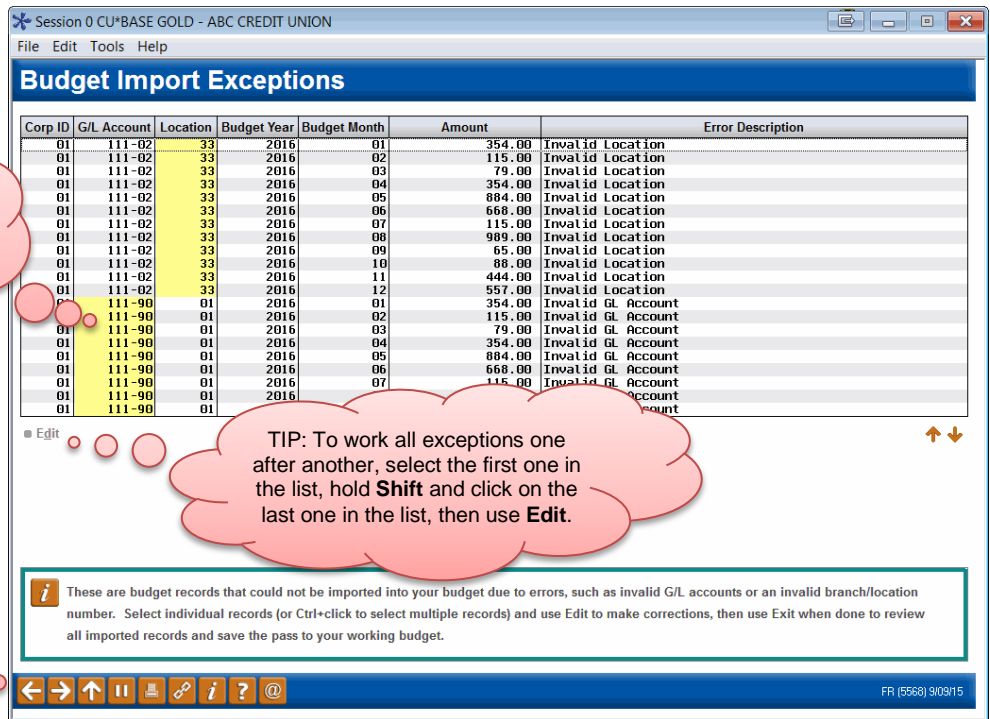 Session 0 CU*BASE GOLD - ABC CREDIT UNION
File Edit Tools Help
Budget Import Exceptions
Corp ID G/L Account Location Budget Year Budget Month Amount Error Description
01 111-02 33 2016 01 354.00 Invalid Location
01 111-02 33 2016 02 115.00 Invalid Location
01 111-02 33 2016 03 79.00 Invalid Location
01 111-02 33 2016 04 354.00 Invalid Location
01 111-02 33 2016 05 884.00 Invalid Location
01 111-02 33 2016 06 668.00 Invalid Location
01 111-02 33 2016 07 115.00 Invalid Location
01 111-02 33 2016 08 989.00 Invalid Location
01 111-02 33 2016 09 65.00 Invalid Location
01 111-02 33 2016 10 88.00 Invalid Location
01 111-02 33 2016 11 444.00 Invalid Location
01 111-02 33 2016 12 557.00 Invalid Location
111-90 01 2016 01 354.00 Invalid GL Account
111-90 01 2016 02 115.00 Invalid GL Account
01 111-90 01 2016 03 79.00 Invalid GL Account
01 111-90 01 2016 04 354.00 Invalid GL Account
01 111-90 01 2016 05 884.00 Invalid GL Account
01 111-90 01 2016 06 668.00 Invalid GL Account
01 111-90 01 2016 07 115.00 Invalid GL Account
01 111-90 01 2016 Account
01 111-90 01
Edit
TIP: To work all exceptions one
after another, select the first one in
the list, hold Shift and click on the
last one in the list, then use Edit.
These are budget records that could not be imported into your budget due to errors, such as invalid G/L accounts or an invalid branch/location
number. Select individual records (or Ctrl+click to select multiple records) and use Edit to make corrections, then use Exit when done to review
all imported records and save the pass to your working budget.
FR (5568) 9/09/15